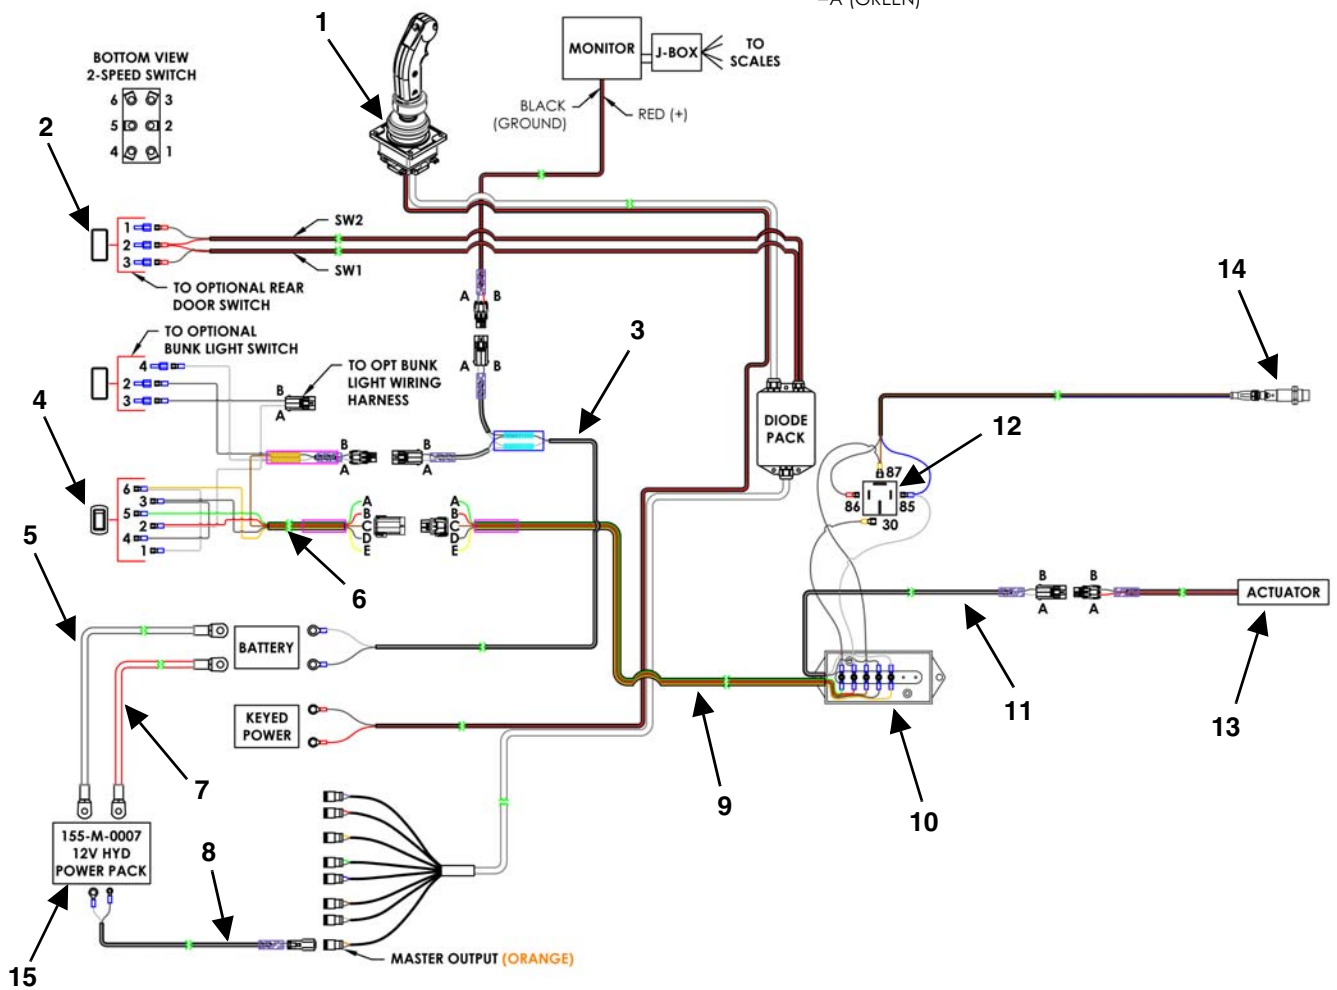 –A (GREEN)
1
MONITOR
J-BOX
TO
SCALES
BOTTOM VIEW
2-SPEED SWITCH
6
3
5
2
4
1
BLACK
(GROUND)
RED (+)
2
SW2
1
2
3
SW1
TO OPTIONAL REAR
DOOR SWITCH
A
B
14
TO OPTIONAL
BUNK LIGHT SWITCH
3
4
2
3
TO OPT BUNK
LIGHT WIRING
HARNESS
B
A
A
B
4
DIODE
PACK
12
B
A
B
A
87
86
85
30
6
3
5
2
4
1
A
B
C
D
E
A
B
C
D
E
5
6
B
A
B
A
ACTUATOR
BATTERY
11
13
KEYED
POWER
7
9
10
155-M-0007
12V HYD
POWER PACK
8
15
MASTER OUTPUT (ORANGE)